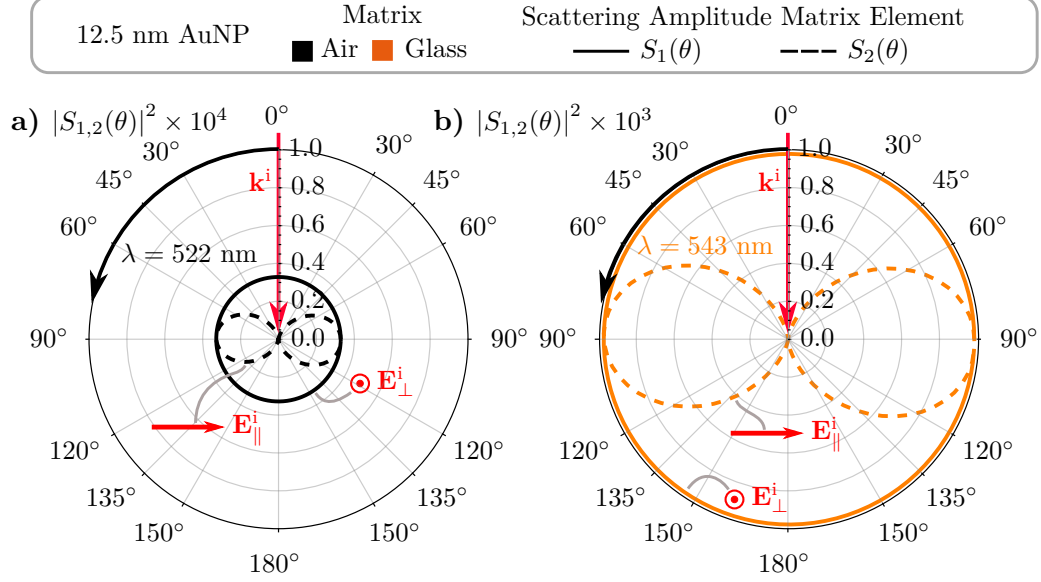 12.5 nm AuNP
Matrix
Air Glass
Scattering Amplitude Matrix Element
S₁(θ) S₂(θ)
a) |S₁,₂(θ)|² × 10⁴
0°
30°
45°
60°
90°
120°
135°
150°
180°
150°
135°
120°
90°
60°
45°
30°
1.0
0.8
0.6
0.4
0.2
0.0
kⁱ
λ = 522 nm
Eⁱ⊥
Eⁱ∥
b) |S₁,₂(θ)|² × 10³
0°
30°
45°
60°
90°
120°
135°
150°
180°
150°
135°
120°
90°
60°
45°
30°
1.0
0.8
0.6
0.4
0.2
0.0
kⁱ
λ = 543 nm
Eⁱ∥
Eⁱ⊥